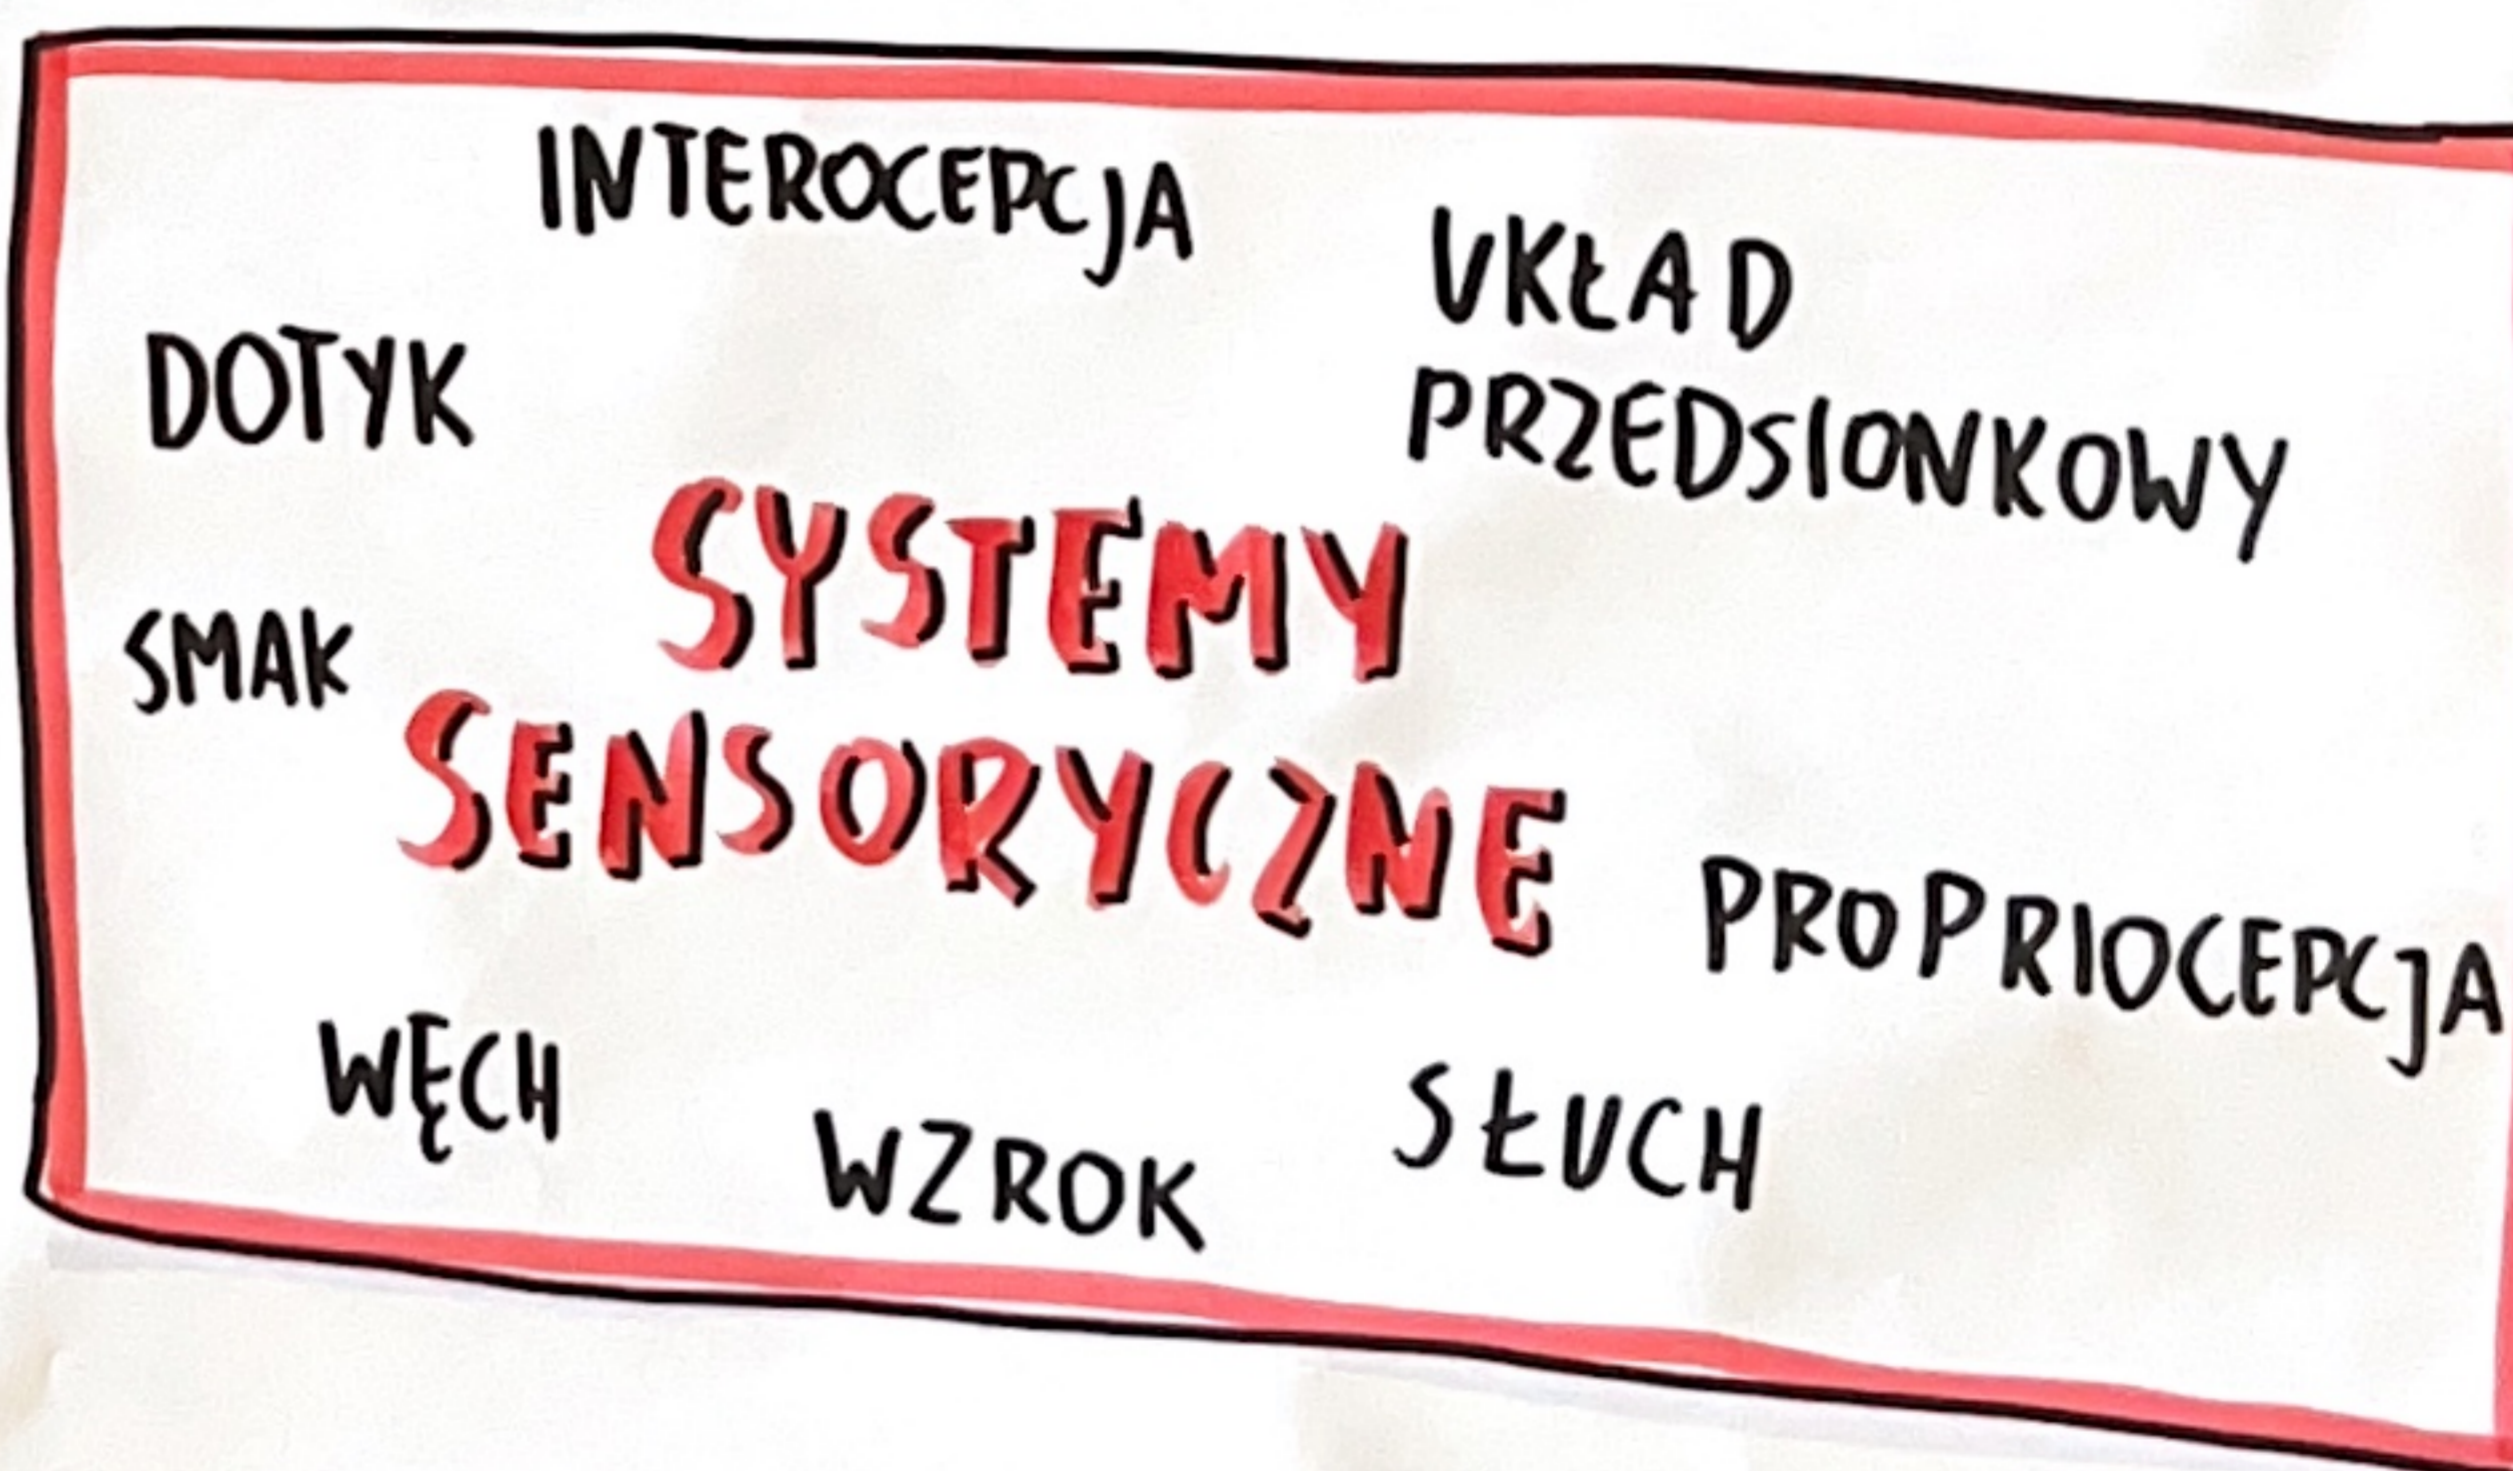 INTEROCEPCJA
UKŁAD
PRZEDSIONKOWY
DOTYK
SYSTEMY
SMAK
SENSORYCZNE
PROPRIOCEPCJA
WĘCH
WZROK
SŁUCH